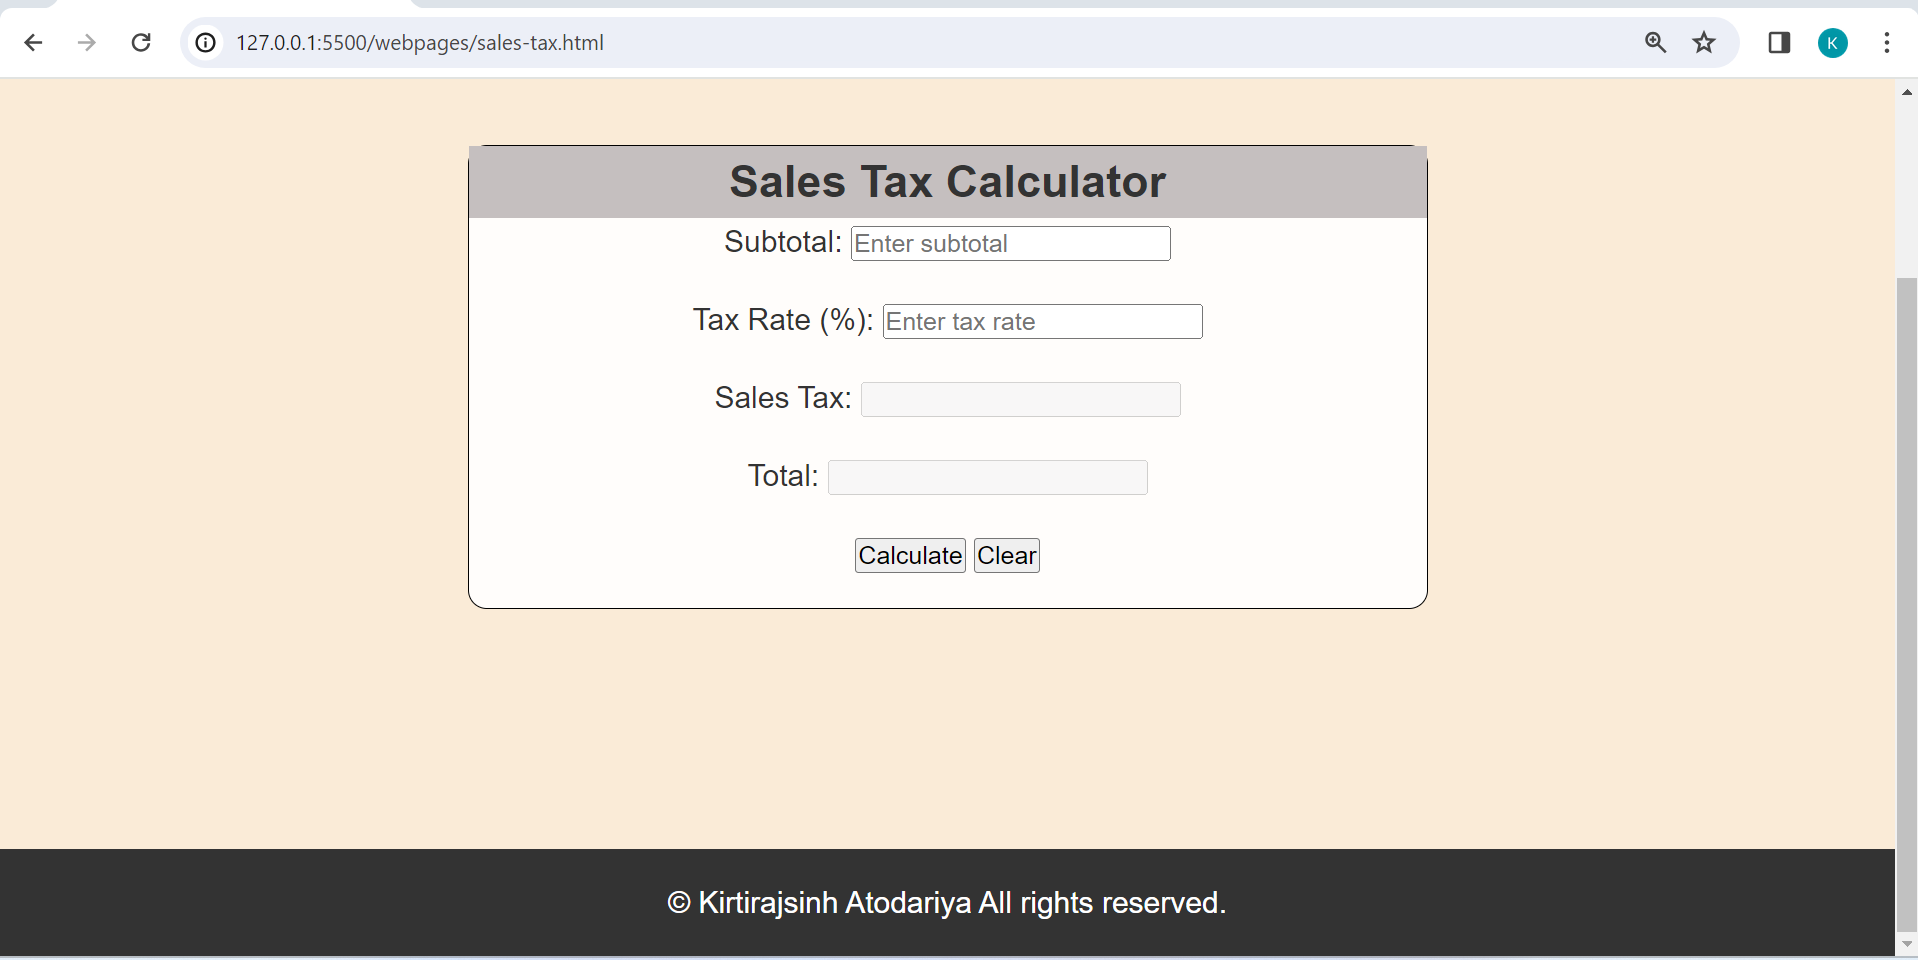 127.0.0.1:5500/webpages/sales-tax.html
K
Sales Tax Calculator
Subtotal: Enter subtotal
Tax Rate (%): Enter tax rate
Sales Tax:
Total:
Calculate Clear
© Kirtirajsinh Atodariya All rights reserved.